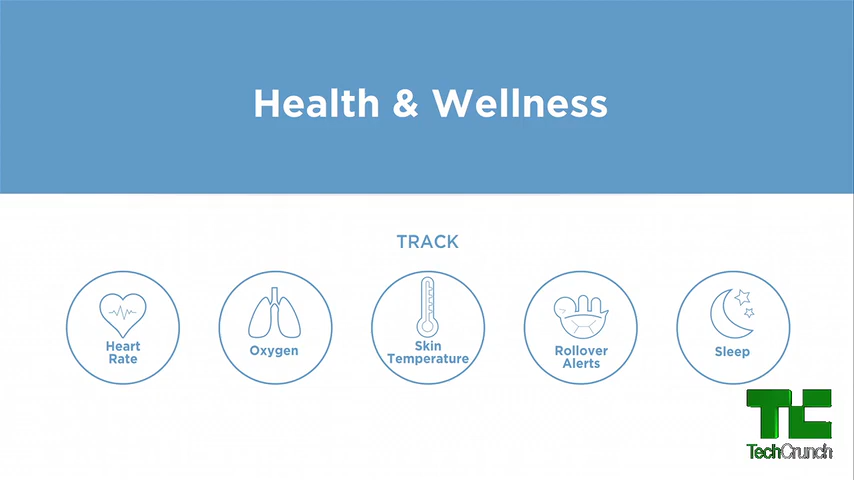 Health & Wellness
TRACK
Heart
Rate
Oxygen
Skin
Temperature
Rollover
Alerts
Sleep
TC
TechCrunch